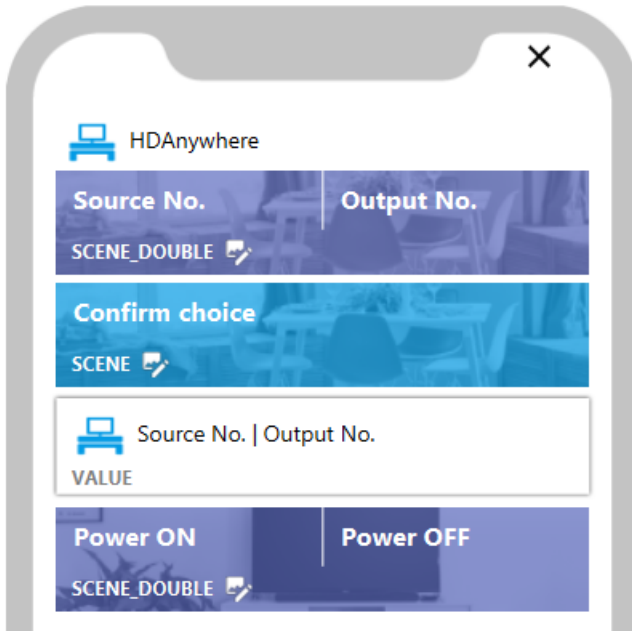 HDAnywhere
Source No. Output No.
SCENE_DOUBLE
Confirm choice
SCENE
Source No. | Output No.
VALUE
Power ON Power OFF
SCENE_DOUBLE